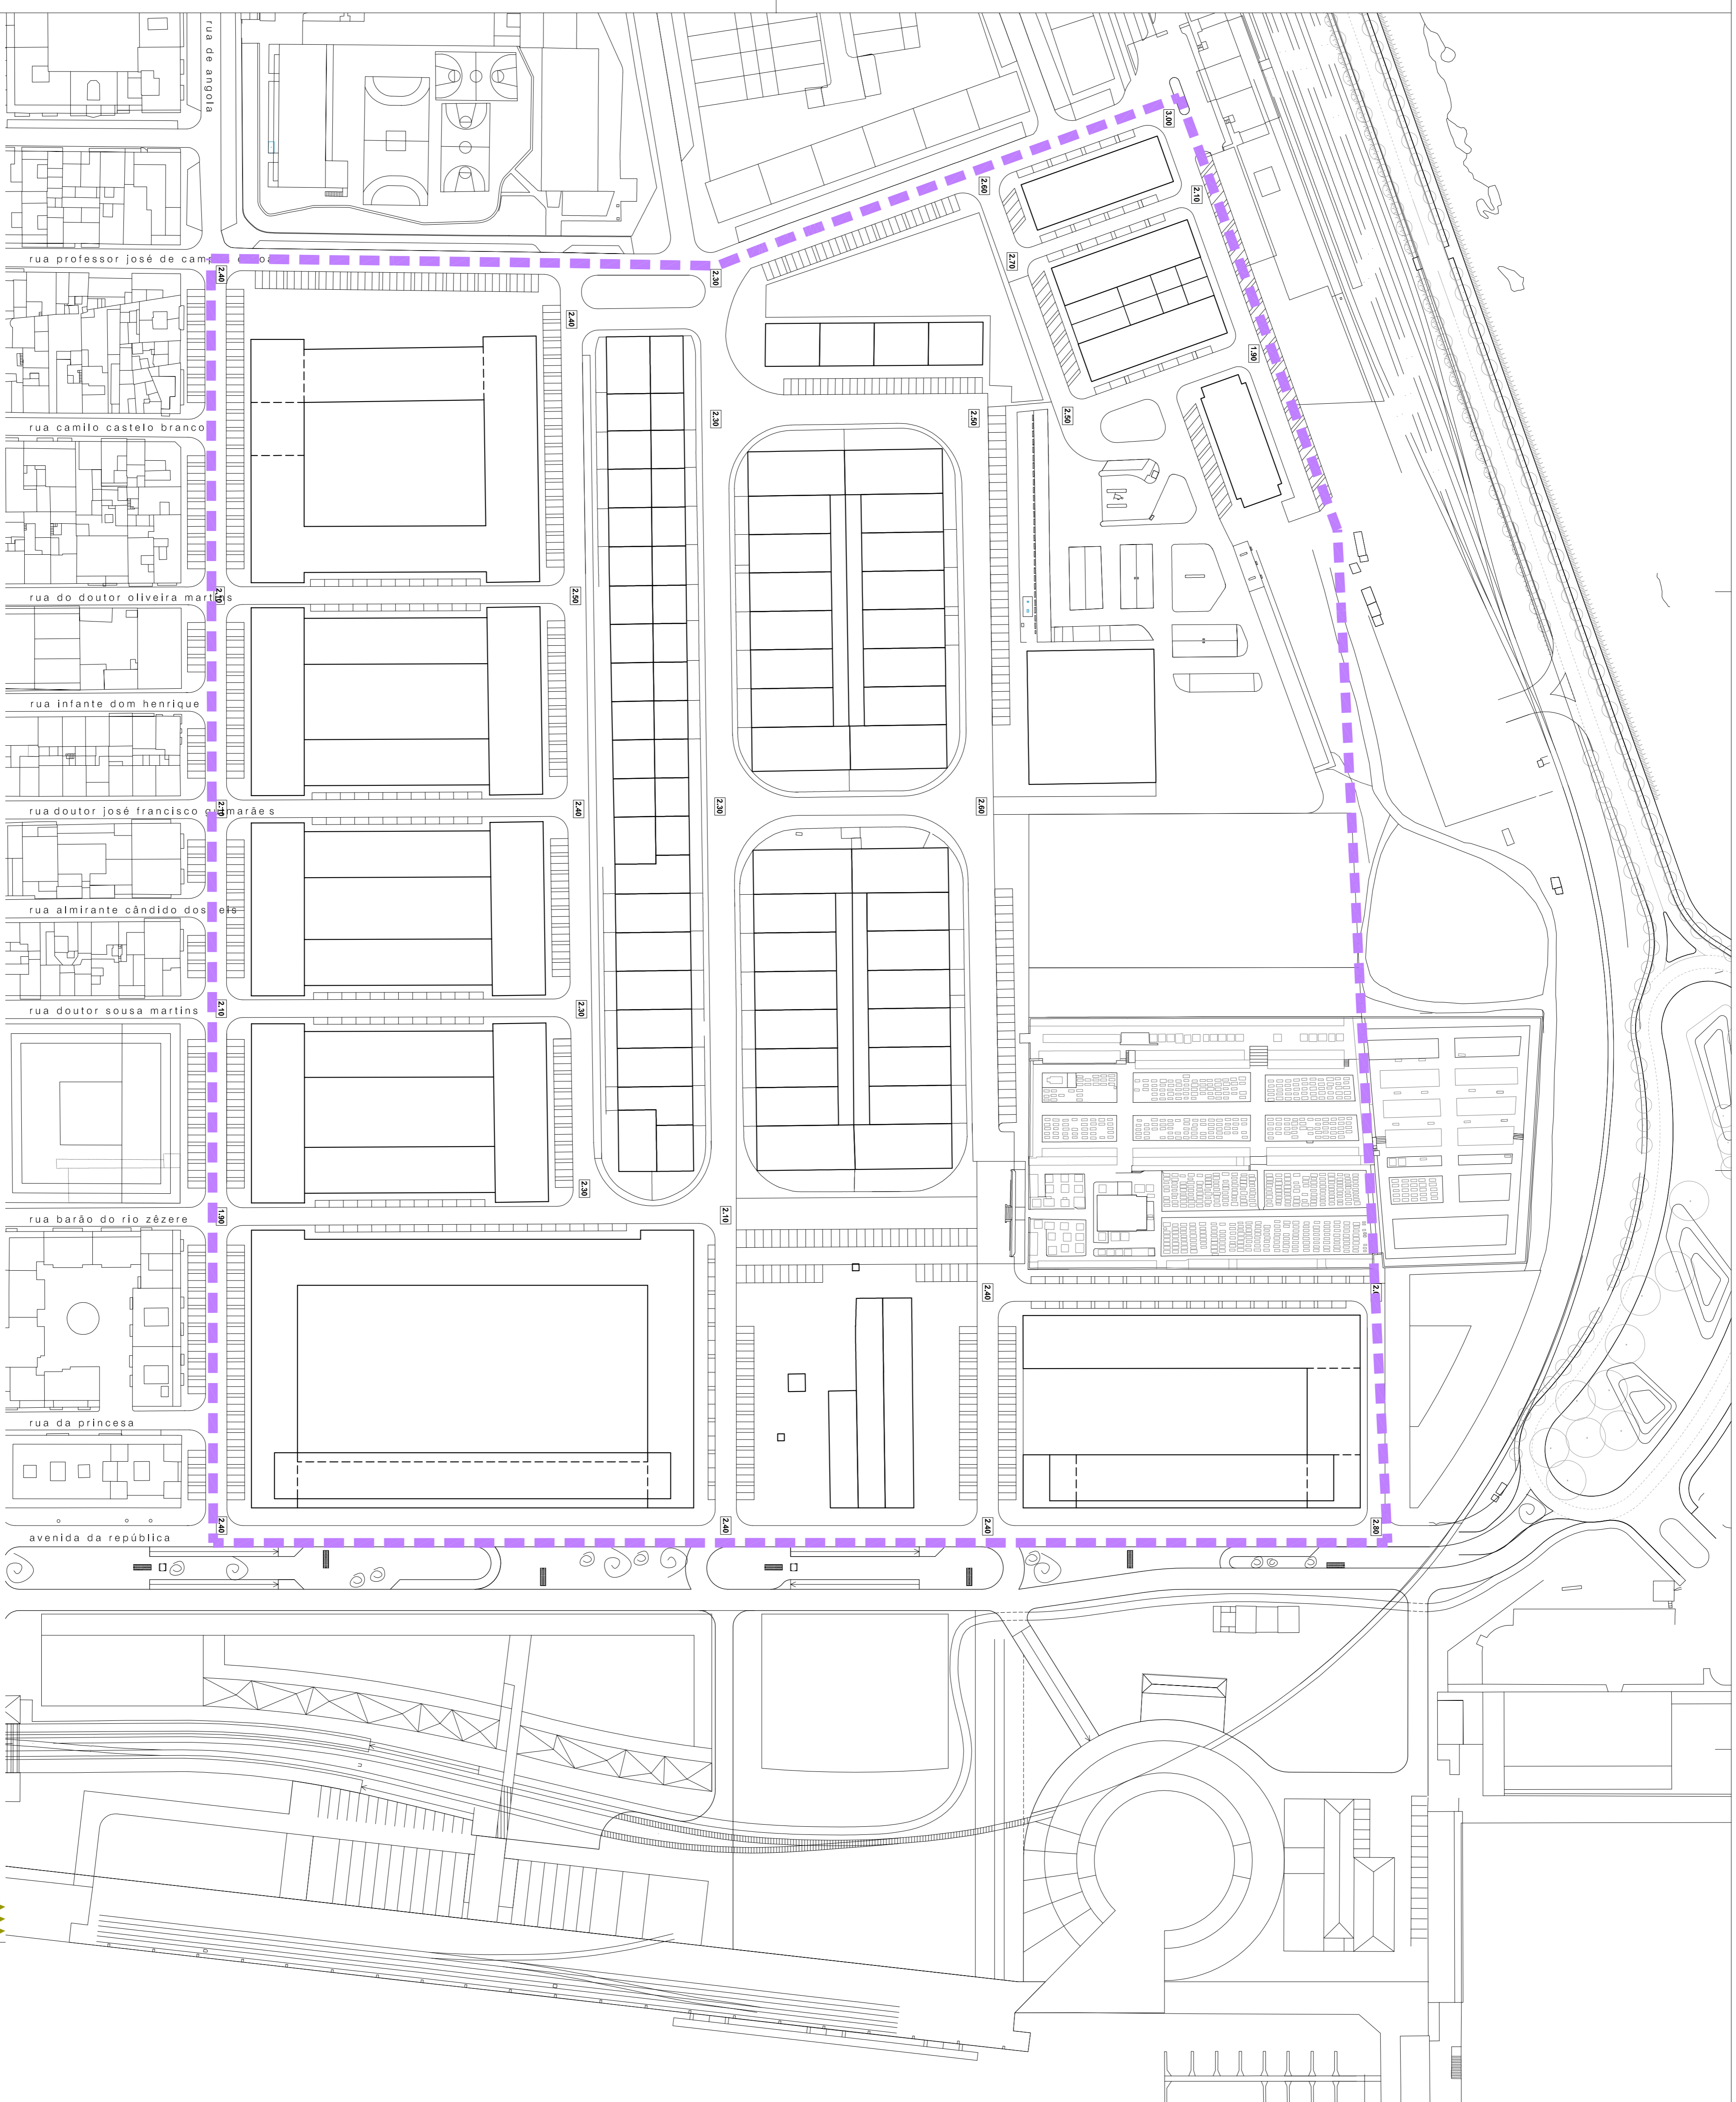 rua de angola
3.00
2.60
2.10
rua professor josé de cam
2.40
2.30
2.70
2.40
1.90
2.30
2.50
2.50
rua camilo castelo branco
2.50
rua do doutor oliveira martins
2.10
rua infante dom henrique
2.40
2.30
2.60
rua doutor josé francisco guimarães
2.10
rua almirante cândido dos reis
rua doutor sousa martins
2.10
2.30
2.30
rua barão do rio zêzere
1.90
2.10
2.40
rua da princesa
avenida da república
2.40
2.40
2.40
2.80